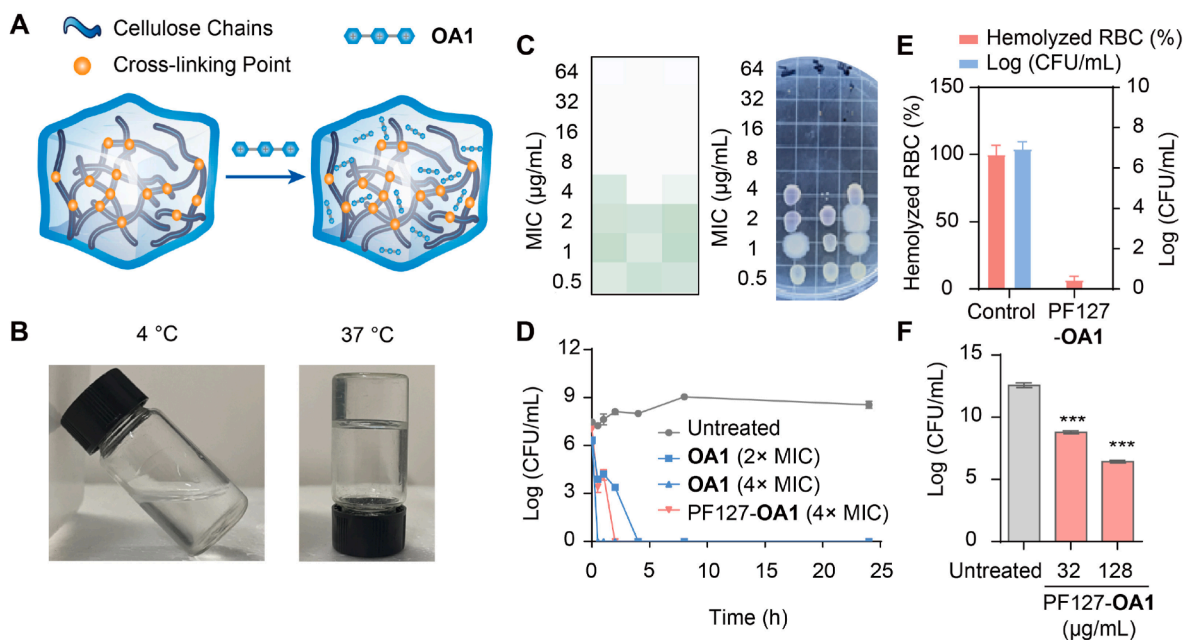 A
Cellulose Chains
OA1
Cross-linking Point
B
4 °C
37 °C
C
MIC (µg/mL)
64
32
16
8
4
2
1
0.5
MIC (µg/mL)
64
32
16
8
4
2
1
0.5
D
Log (CFU/mL)
12
9
6
3
0
0
5
10
15
20
25
Time (h)
Untreated
OA1 (2× MIC)
OA1 (4× MIC)
PF127-OA1 (4× MIC)
E
Hemolyzed RBC (%)
Log (CFU/mL)
Hemolyzed RBC (%)
150
100
50
0
10
8
6
4
2
0
Log (CFU/mL)
Control
PF127
-OA1
F
Log (CFU/mL)
15
10
5
0
***
***
Untreated
32
128
PF127-OA1
(µg/mL)